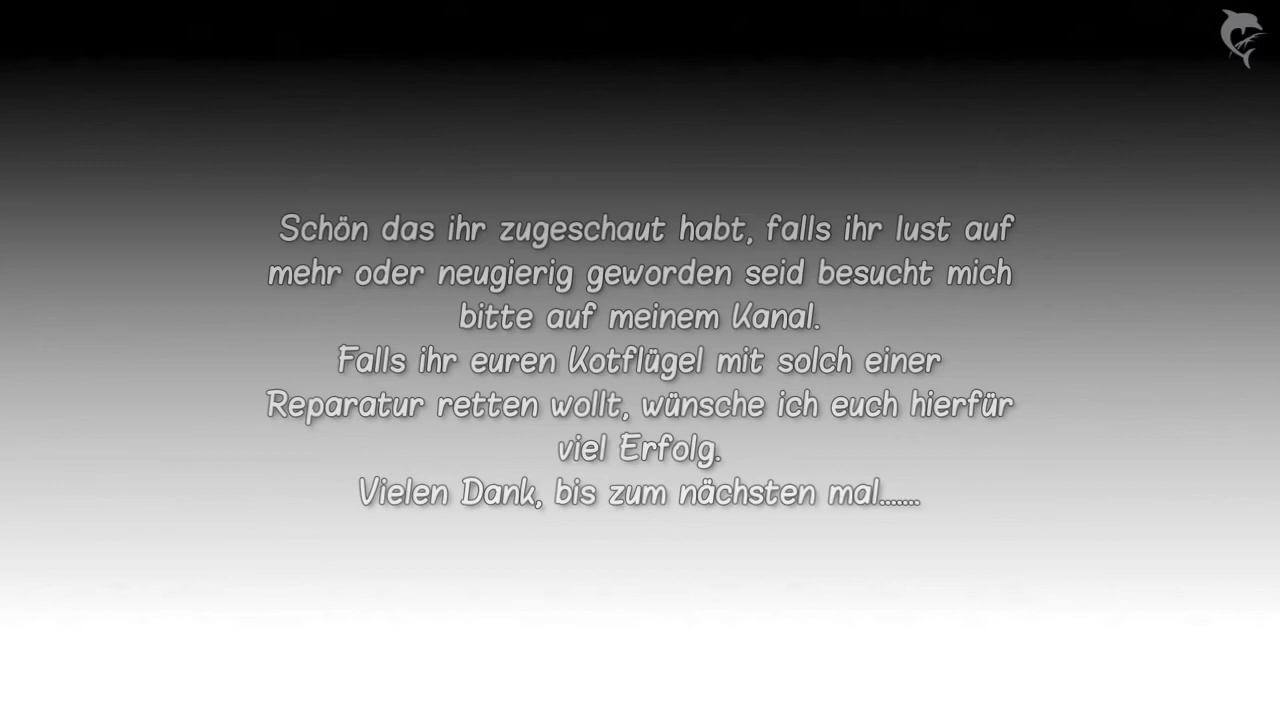 Schön das ihr zugeschaut habt, falls ihr lust auf
mehr oder neugierig geworden seid besucht mich
bitte auf meinem Kanal.
Falls ihr euren Kotflügel mit solch einer
Reparatur retten wollt, wünsche ich euch hierfür
viel Erfolg.
Vielen Dank, bis zum nächsten mal.......